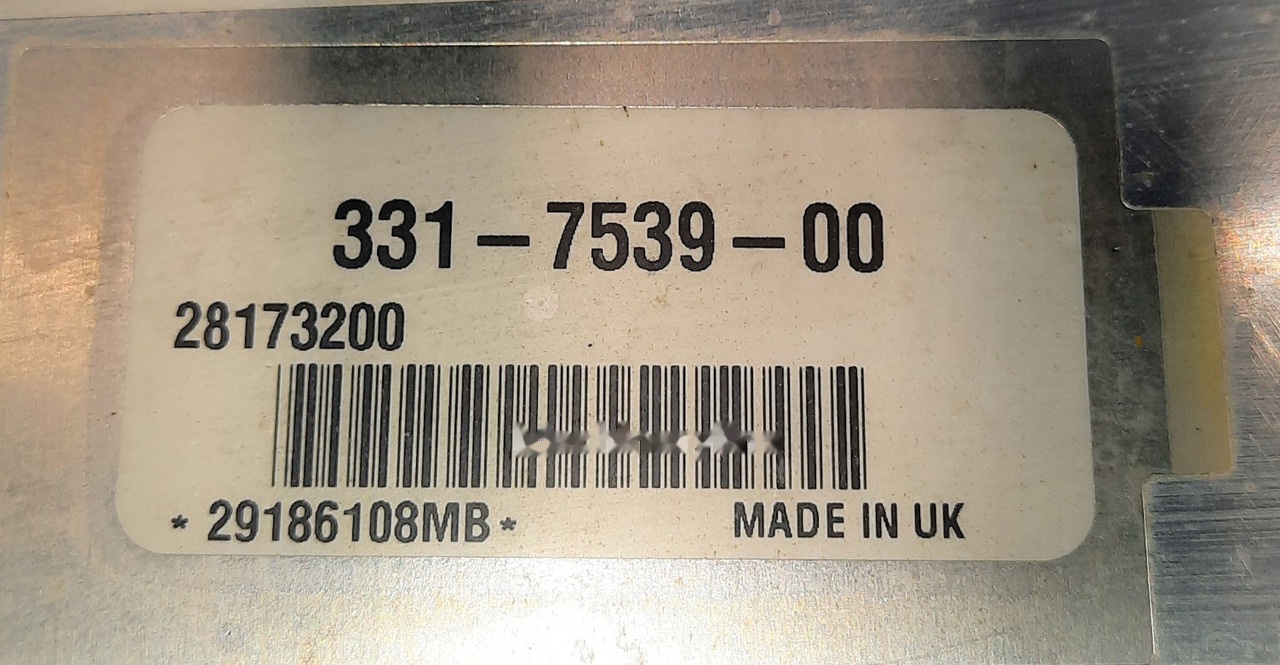 331-7539-00
28173200
* 29186108MB *
MADE IN UK